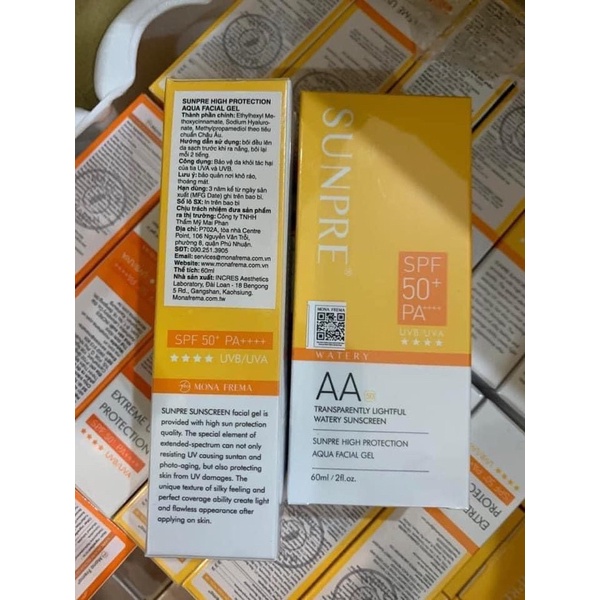 SUNPRE HIGH PROTECTION
AQUA FACIAL GEL
Thành phần chính: Ethylhexyl Me-
thoxycinnamate, Sodium Hyaluro-
nate, Methylpropamediol theo tiêu
chuẩn Châu Âu.
Hướng dẫn sử dụng: bôi đều lên
da sạch trước khi ra nắng, bôi lại
mỗi 2 tiếng.
Công dụng: Bảo vệ da khỏi tác hại
của tia UVA và UVB.
Lưu ý: bảo quản nơi khô ráo,
thoáng mát.
Hạn dùng: 3 năm kể từ ngày sản
xuất (MFG Date) ghi trên bao bì.
Số lô SX: In trên bao bì
Chịu trách nhiệm đưa sản phẩm
ra thị trường: Công ty TNHH
Thẩm Mỹ Mai Phan
Địa chỉ: P702A, tòa nhà Centre
Point, 106 Nguyễn Văn Trỗi,
phường 8, quận Phú Nhuận.
SĐT: 090.251.3905
Email: services@monafrema.com.vn
Website: www.monafrema.com.vn
Thể tích: 60ml
Nhà sản xuất: INCRES Aesthetics
Laboratory, Đài Loan - 18 Bengong
5 Rd., Gangshan, Kaohsiung.
Monafrema.com.tw
SPF 50+ PA++++
UVB/UVA
MONA FREMA
SUNPRE SUNSCREEN facial gel is
provided with high sun protection
quality. The special element of
extended-spectrum can not only
resisting UV causing suntan and
photo-aging, but also protecting
skin from UV damages. The
unique texture of silky feeling and
perfect coverage ability create light
and flawless appearance after
applying on skin.
SUNPRE®
SPF
50+
PA++++
UVB/UVA
MONA FREMA
WATERY
AA
TRANSPARENTLY LIGHTFUL
WATERY SUNSCREEN
SUNPRE HIGH PROTECTION
AQUA FACIAL GEL
60ml / 2fl.oz.
EXTREME
PROTECTION
SPF 50+ PA++++
UVB/UVA